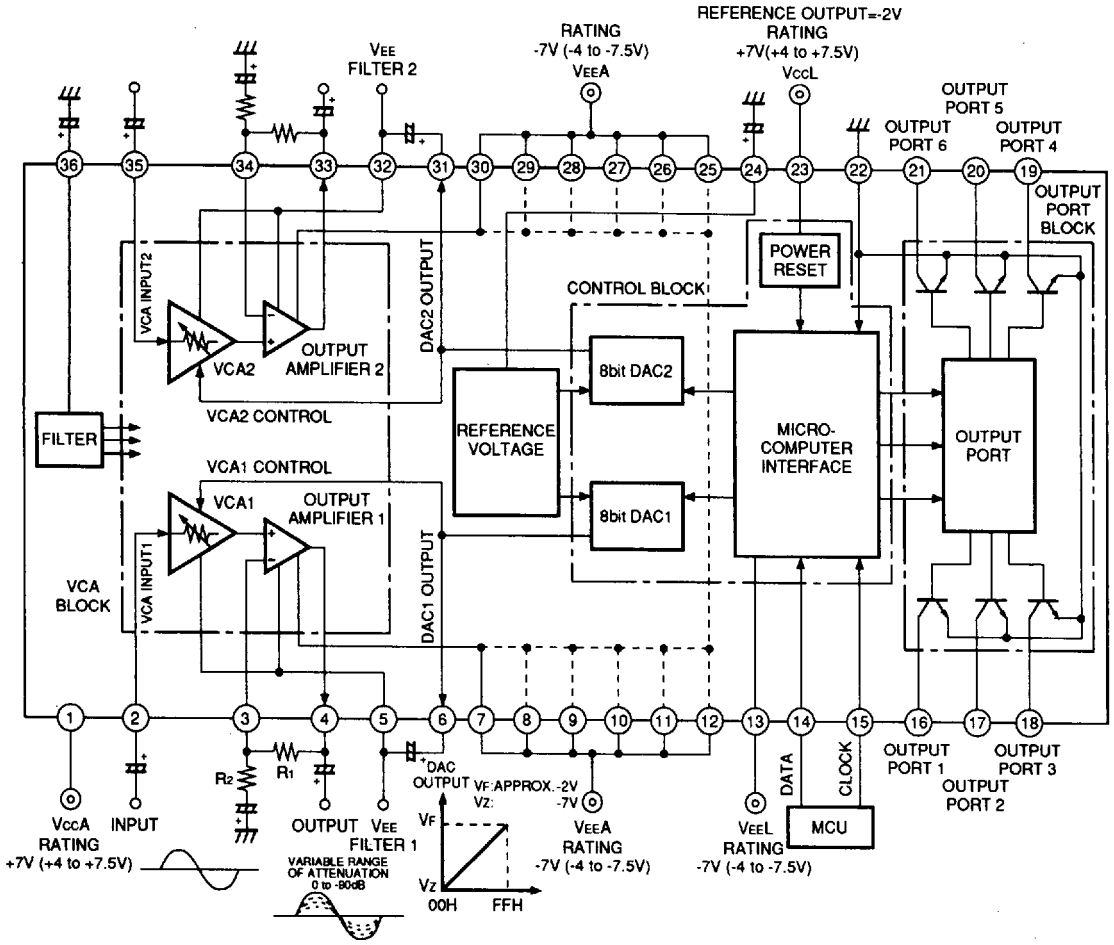 REFERENCE OUTPUT=-2V
RATING
+7V(+4 to +7.5V)
VCCL
RATING
-7V (-4 to -7.5V)
VEEA
VEE
FILTER 2
OUTPUT
PORT 5
OUTPUT
PORT 6
OUTPUT
PORT 4
36
35
34
33
32
31
30
29
28
27
26
25
24
23
22
21
20
19
OUTPUT
PORT
BLOCK
POWER
RESET
CONTROL BLOCK
VCA INPUT2
VCA2
OUTPUT
AMPLIFIER 2
DAC2 OUTPUT
VCA2 CONTROL
8bit DAC2
FILTER
REFERENCE
VOLTAGE
MICRO-
COMPUTER
INTERFACE
OUTPUT
PORT
VCA1 CONTROL
VCA1
OUTPUT
AMPLIFIER 1
8bit DAC1
VCA
BLOCK
VCA INPUT1
DAC1 OUTPUT
1
2
3
4
5
6
7
8
9
10
11
12
13
14
15
16
17
18
R2
R1
DATA
CLOCK
OUTPUT
PORT 1
OUTPUT
PORT 2
OUTPUT
PORT 3
MCU
VCCA
RATING
+7V (+4 to +7.5V)
INPUT
OUTPUT
VEE
FILTER 1
VARIABLE RANGE
OF ATTENUATION
0 to -90dB
DAC
OUTPUT
VF:APPROX.-2V
VZ: -7V
VF
VZ
00H
FFH
VEEA
RATING
-7V (-4 to -7.5V)
VEEL
RATING
-7V (-4 to -7.5V)